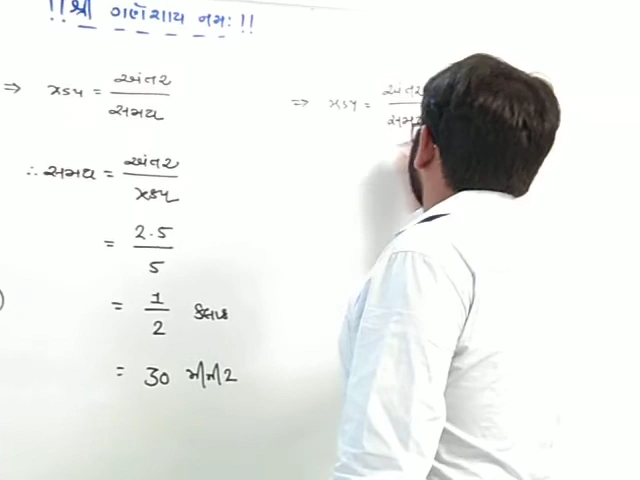 !! શ્રી ગણેશાય નમઃ !!
⇒ ઝડપ = અંતર / સમય
∴ સમય = અંતર / ઝડપ
= 2.5 / 5
= 1 / 2 કલાક
= 30 મીનીટ
⇒ ઝડપ = અંતર / સમય